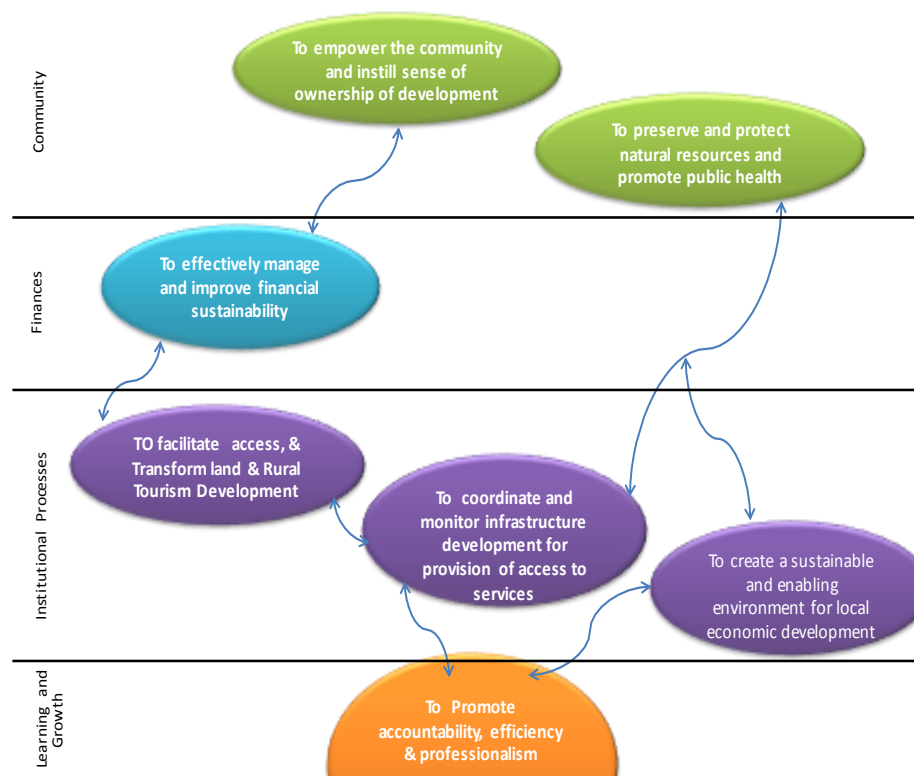 Community
To empower the community
and instill sense of
ownership of development
To preserve and protect
natural resources and
promote public health
Finances
To effectively manage
and improve financial
sustainability
Institutional Processes
TO facilitate access, &
Transform land & Rural
Tourism Development
To coordinate and
monitor infrastructure
development for
provision of access to
services
To create a sustainable
and enabling
environment for local
economic development
Learning and
Growth
To Promote
accountability, efficiency
& professionalism